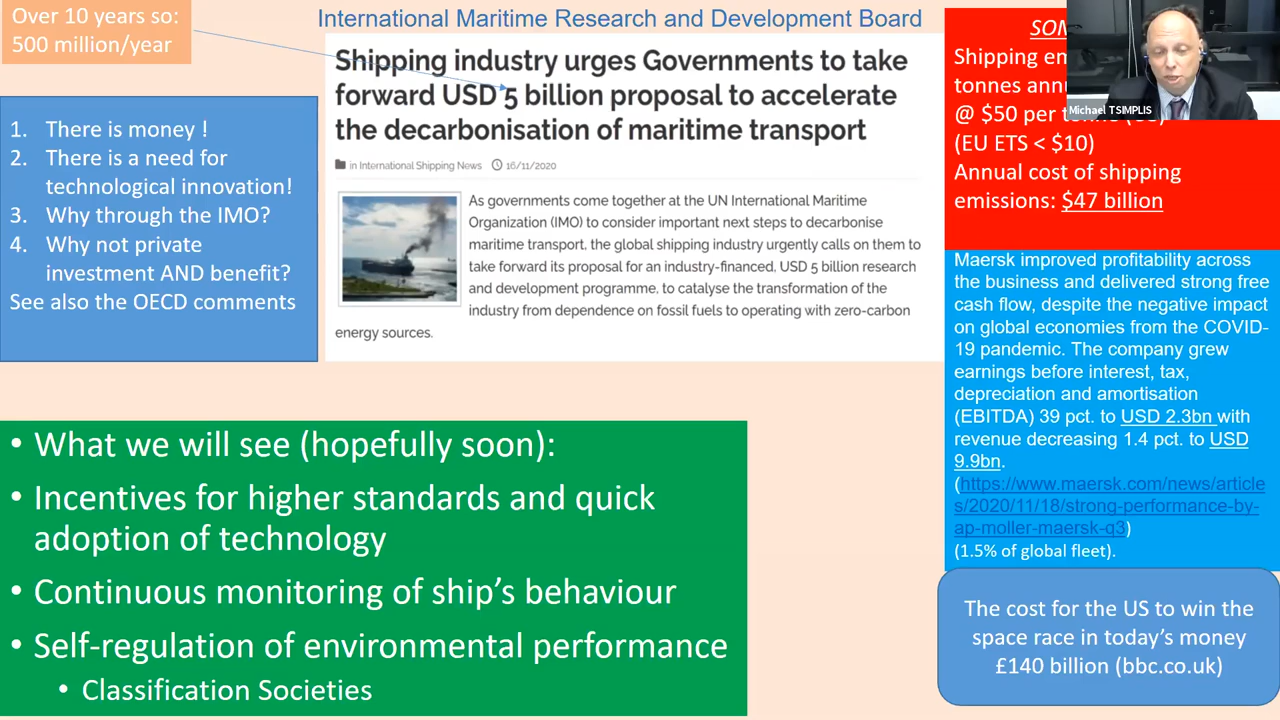 Over 10 years so:
500 million/year
International Maritime Research and Development Board
Shipping industry urges Governments to take
forward USD 5 billion proposal to accelerate
the decarbonisation of maritime transport
in International Shipping News 16/11/2020
As governments come together at the UN International Maritime
Organization (IMO) to consider important next steps to decarbonise
maritime transport, the global shipping industry urgently calls on them to
take forward its proposal for an industry-financed, USD 5 billion research
and development programme, to catalyse the transformation of the
industry from dependence on fossil fuels to operating with zero-carbon
energy sources.
1. There is money !
2. There is a need for
technological innovation!
3. Why through the IMO?
4. Why not private
investment AND benefit?
See also the OECD comments
Shipping
tonnes
@ $50 per
(EU ETS < $10)
Annual cost of shipping
emissions: $47 billion
Michael TSIMPLIS
Maersk improved profitability across
the business and delivered strong free
cash flow, despite the negative impact
on global economies from the COVID-
19 pandemic. The company grew
earnings before interest, tax,
depreciation and amortisation
(EBITDA) 39 pct. to USD 2.3bn with
revenue decreasing 1.4 pct. to USD
9.9bn.
(https://www.maersk.com/news/article
s/2020/11/18/strong-performance-by-
ap-moller-maersk-q3)
(1.5% of global fleet).
• What we will see (hopefully soon):
• Incentives for higher standards and quick
adoption of technology
• Continuous monitoring of ship's behaviour
• Self-regulation of environmental performance
• Classification Societies
The cost for the US to win the
space race in today's money
£140 billion (bbc.co.uk)